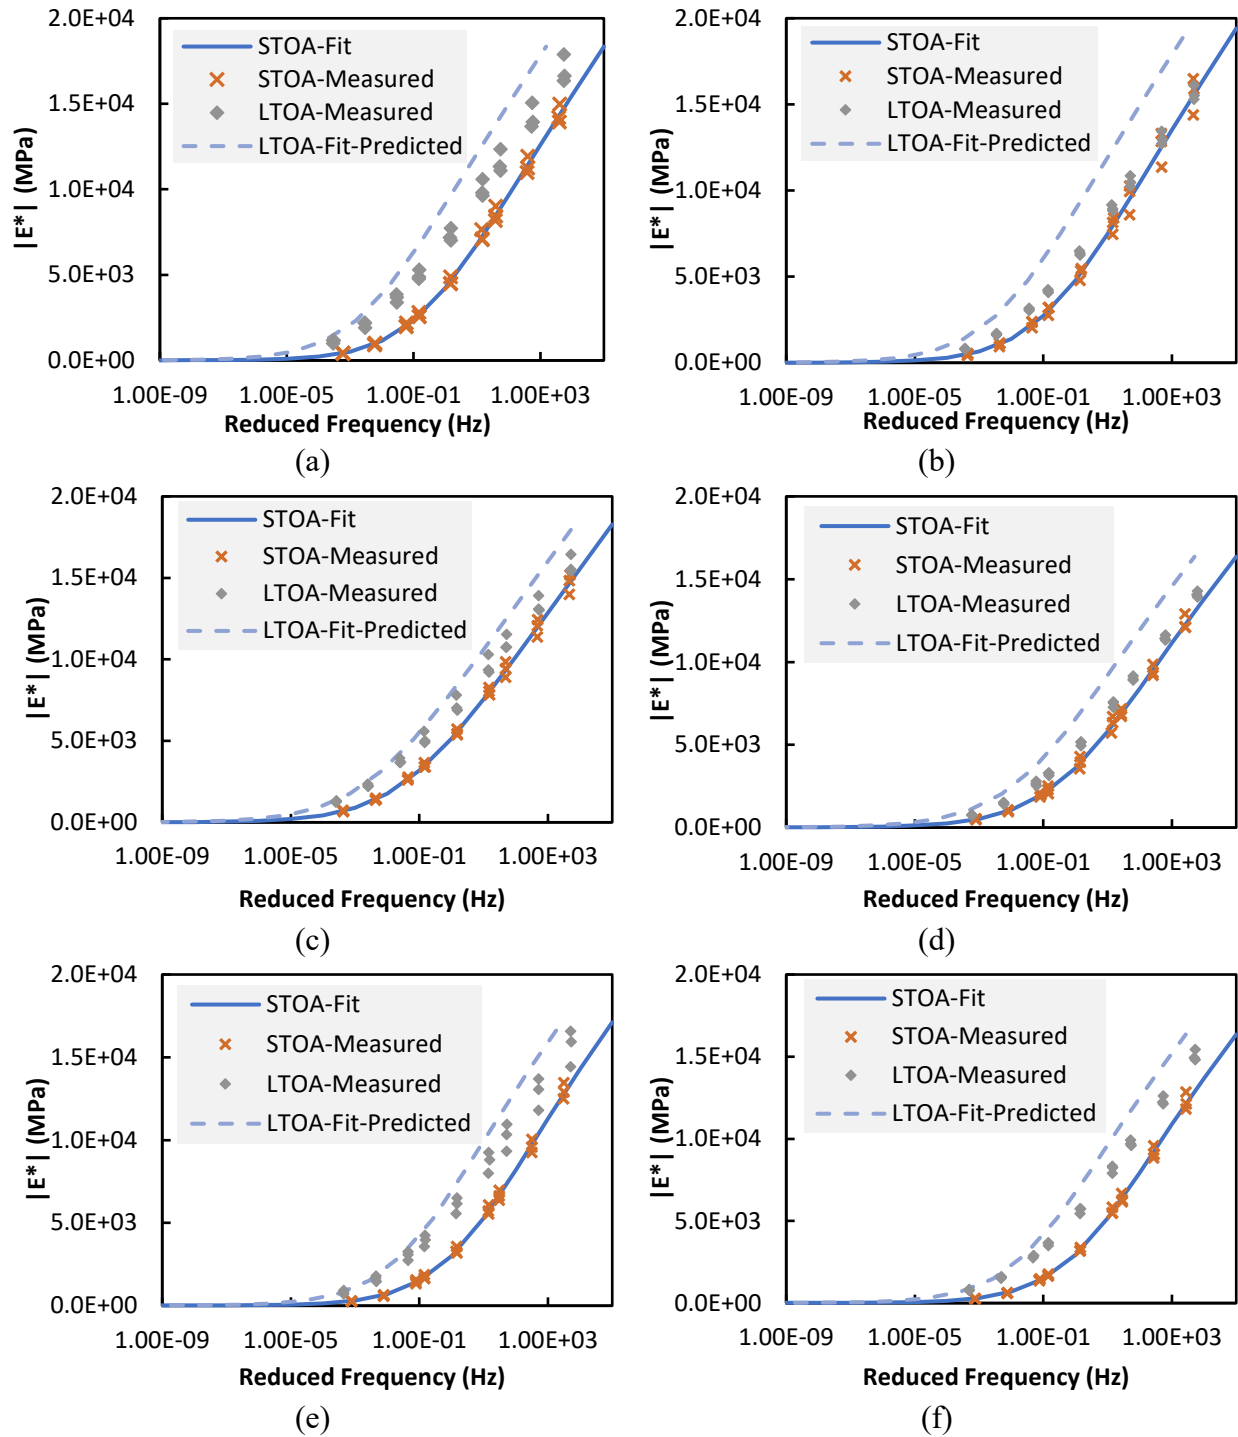 2.0E+04
1.5E+04
1.0E+04
5.0E+03
0.0E+00
|E*| (MPa)
STOA-Fit
STOA-Measured
LTOA-Measured
LTOA-Fit-Predicted
1.00E-09 1.00E-05 1.00E-01 1.00E+03
Reduced Frequency (Hz)
(a)
2.0E+04
1.5E+04
1.0E+04
5.0E+03
0.0E+00
|E*| (MPa)
STOA-Fit
STOA-Measured
LTOA-Measured
LTOA-Fit-Predicted
1.00E-09 1.00E-05 1.00E-01 1.00E+03
Reduced Frequency (Hz)
(b)
2.0E+04
1.5E+04
1.0E+04
5.0E+03
0.0E+00
|E*| (MPa)
STOA-Fit
STOA-Measured
LTOA-Measured
LTOA-Fit-Predicted
1.00E-09 1.00E-05 1.00E-01 1.00E+03
Reduced Frequency (Hz)
(c)
2.0E+04
1.5E+04
1.0E+04
5.0E+03
0.0E+00
|E*| (MPa)
STOA-Fit
STOA-Measured
LTOA-Measured
LTOA-Fit-Predicted
1.00E-09 1.00E-05 1.00E-01 1.00E+03
Reduced Frequency (Hz)
(d)
2.0E+04
1.5E+04
1.0E+04
5.0E+03
0.0E+00
|E*| (MPa)
STOA-Fit
STOA-Measured
LTOA-Measured
LTOA-Fit-Predicted
1.00E-09 1.00E-05 1.00E-01 1.00E+03
Reduced Frequency (Hz)
(e)
2.0E+04
1.5E+04
1.0E+04
5.0E+03
0.0E+00
|E*| (MPa)
STOA-Fit
STOA-Measured
LTOA-Measured
LTOA-Fit-Predicted
1.00E-09 1.00E-05 1.00E-01 1.00E+03
Reduced Frequency (Hz)
(f)